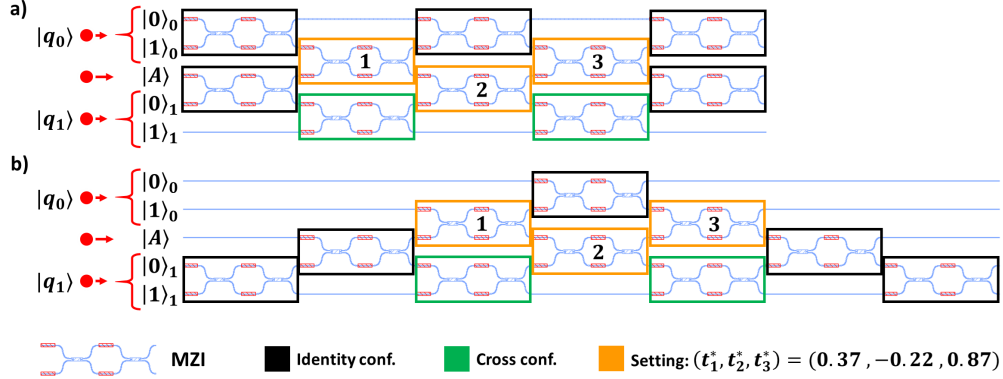 a)
|q₀⟩
|0⟩₀
|1⟩₀
|A⟩
|q₁⟩
|0⟩₁
|1⟩₁
1
2
3
b)
|q₀⟩
|0⟩₀
|1⟩₀
|A⟩
|q₁⟩
|0⟩₁
|1⟩₁
1
2
3
MZI
Identity conf.
Cross conf.
Setting: (t₁*, t₂*, t₃*) = (0.37 , −0.22 , 0.87)